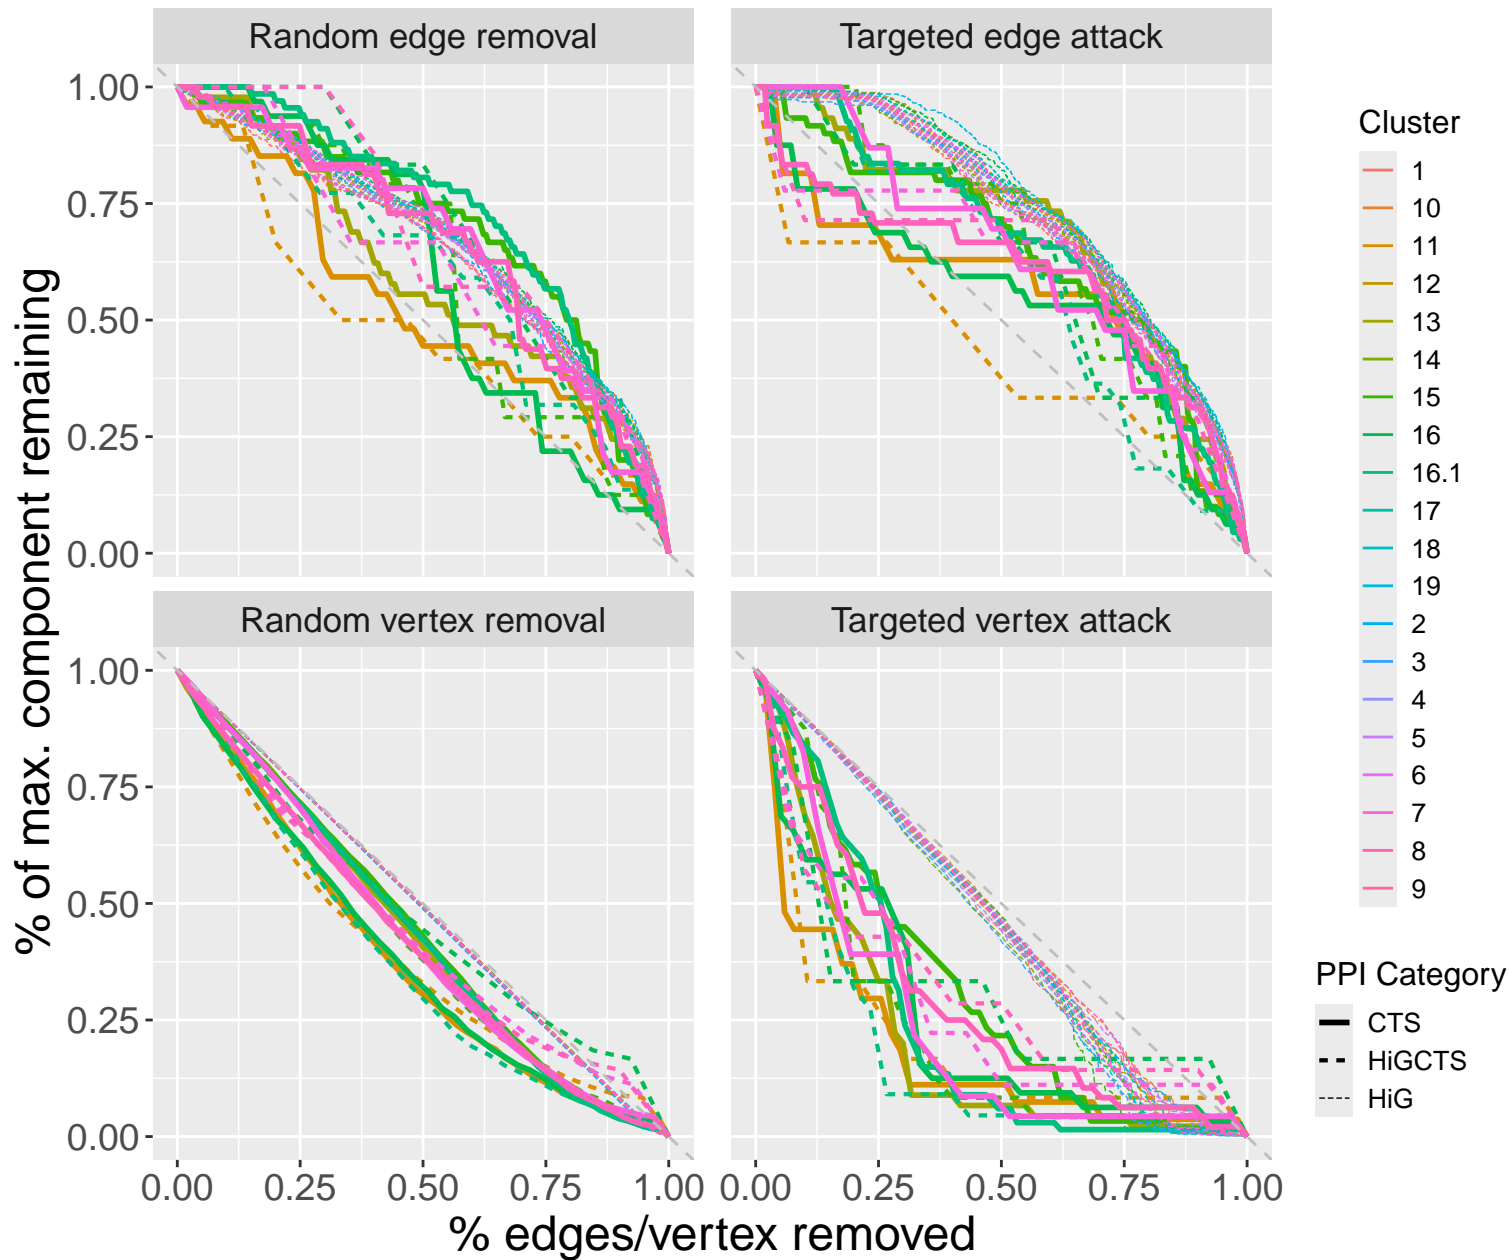 Random edge removal
Targeted edge attack
1.00
0.75
0.50
0.25
0.00
Random vertex removal
Targeted vertex attack
1.00
0.75
0.50
0.25
0.00
0.00 0.25 0.50 0.75 1.00
0.00 0.25 0.50 0.75 1.00
% edges/vertex removed
% of max. component remaining
Cluster
1
10
11
12
13
14
15
16
16.1
17
18
19
2
3
4
5
6
7
8
9
PPI Category
CTS
HiGCTS
HiG